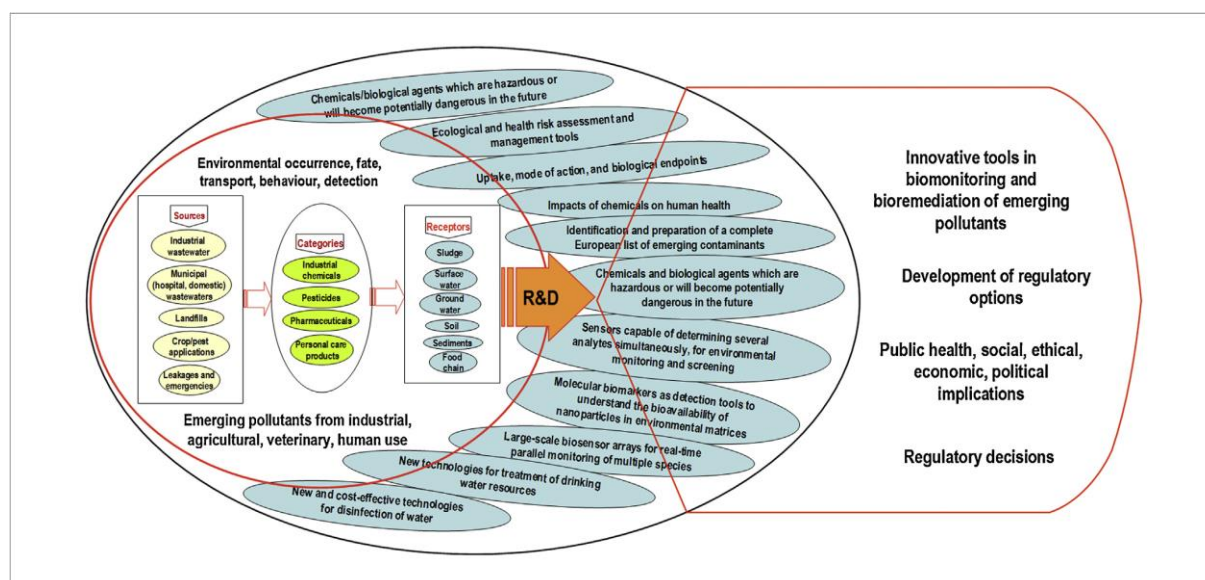 Chemicals/biological agents which are hazardous or
will become potentially dangerous in the future
Ecological and health risk assessment and
management tools
Uptake, mode of action, and biological endpoints
Impacts of chemicals on human health
Identification and preparation of a complete
European list of emerging contaminants
Chemicals and biological agents which are
hazardous or will become potentially
dangerous in the future
Sensors capable of determining several
analytes simultaneously, for environmental
monitoring and screening
Molecular biomarkers as detection tools to
understand the bioavailability of
nanoparticles in environmental matrices
Large-scale biosensor arrays for real-time
parallel monitoring of multiple species
New technologies for treatment of drinking
water resources
New and cost-effective technologies
for disinfection of water
Environmental occurrence, fate,
transport, behaviour, detection
Sources
Industrial
wastewater
Municipal
(hospital, domestic)
wastewaters
Landfills
Crop/pest
applications
Leakages and
emergencies
Categories
Industrial
chemicals
Pesticides
Pharmaceuticals
Personal care
products
Receptors
Sludge
Surface
water
Ground
water
Soil
Sediments
Food
chain
Emerging pollutants from industrial,
agricultural, veterinary, human use
R&D
Innovative tools in
biomonitoring and
bioremediation of emerging
pollutants
Development of regulatory
options
Public health, social, ethical,
economic, political
implications
Regulatory decisions